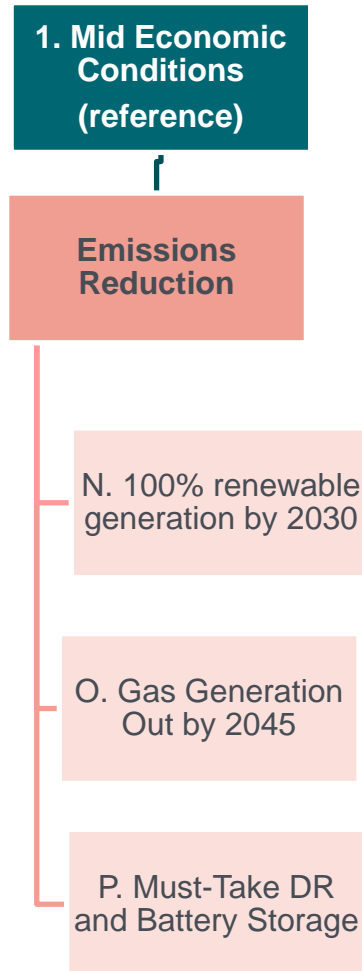 1. Mid Economic
Conditions
(reference)
Emissions
Reduction
N. 100% renewable
generation by 2030
O. Gas Generation
Out by 2045
P. Must-Take DR
and Battery Storage